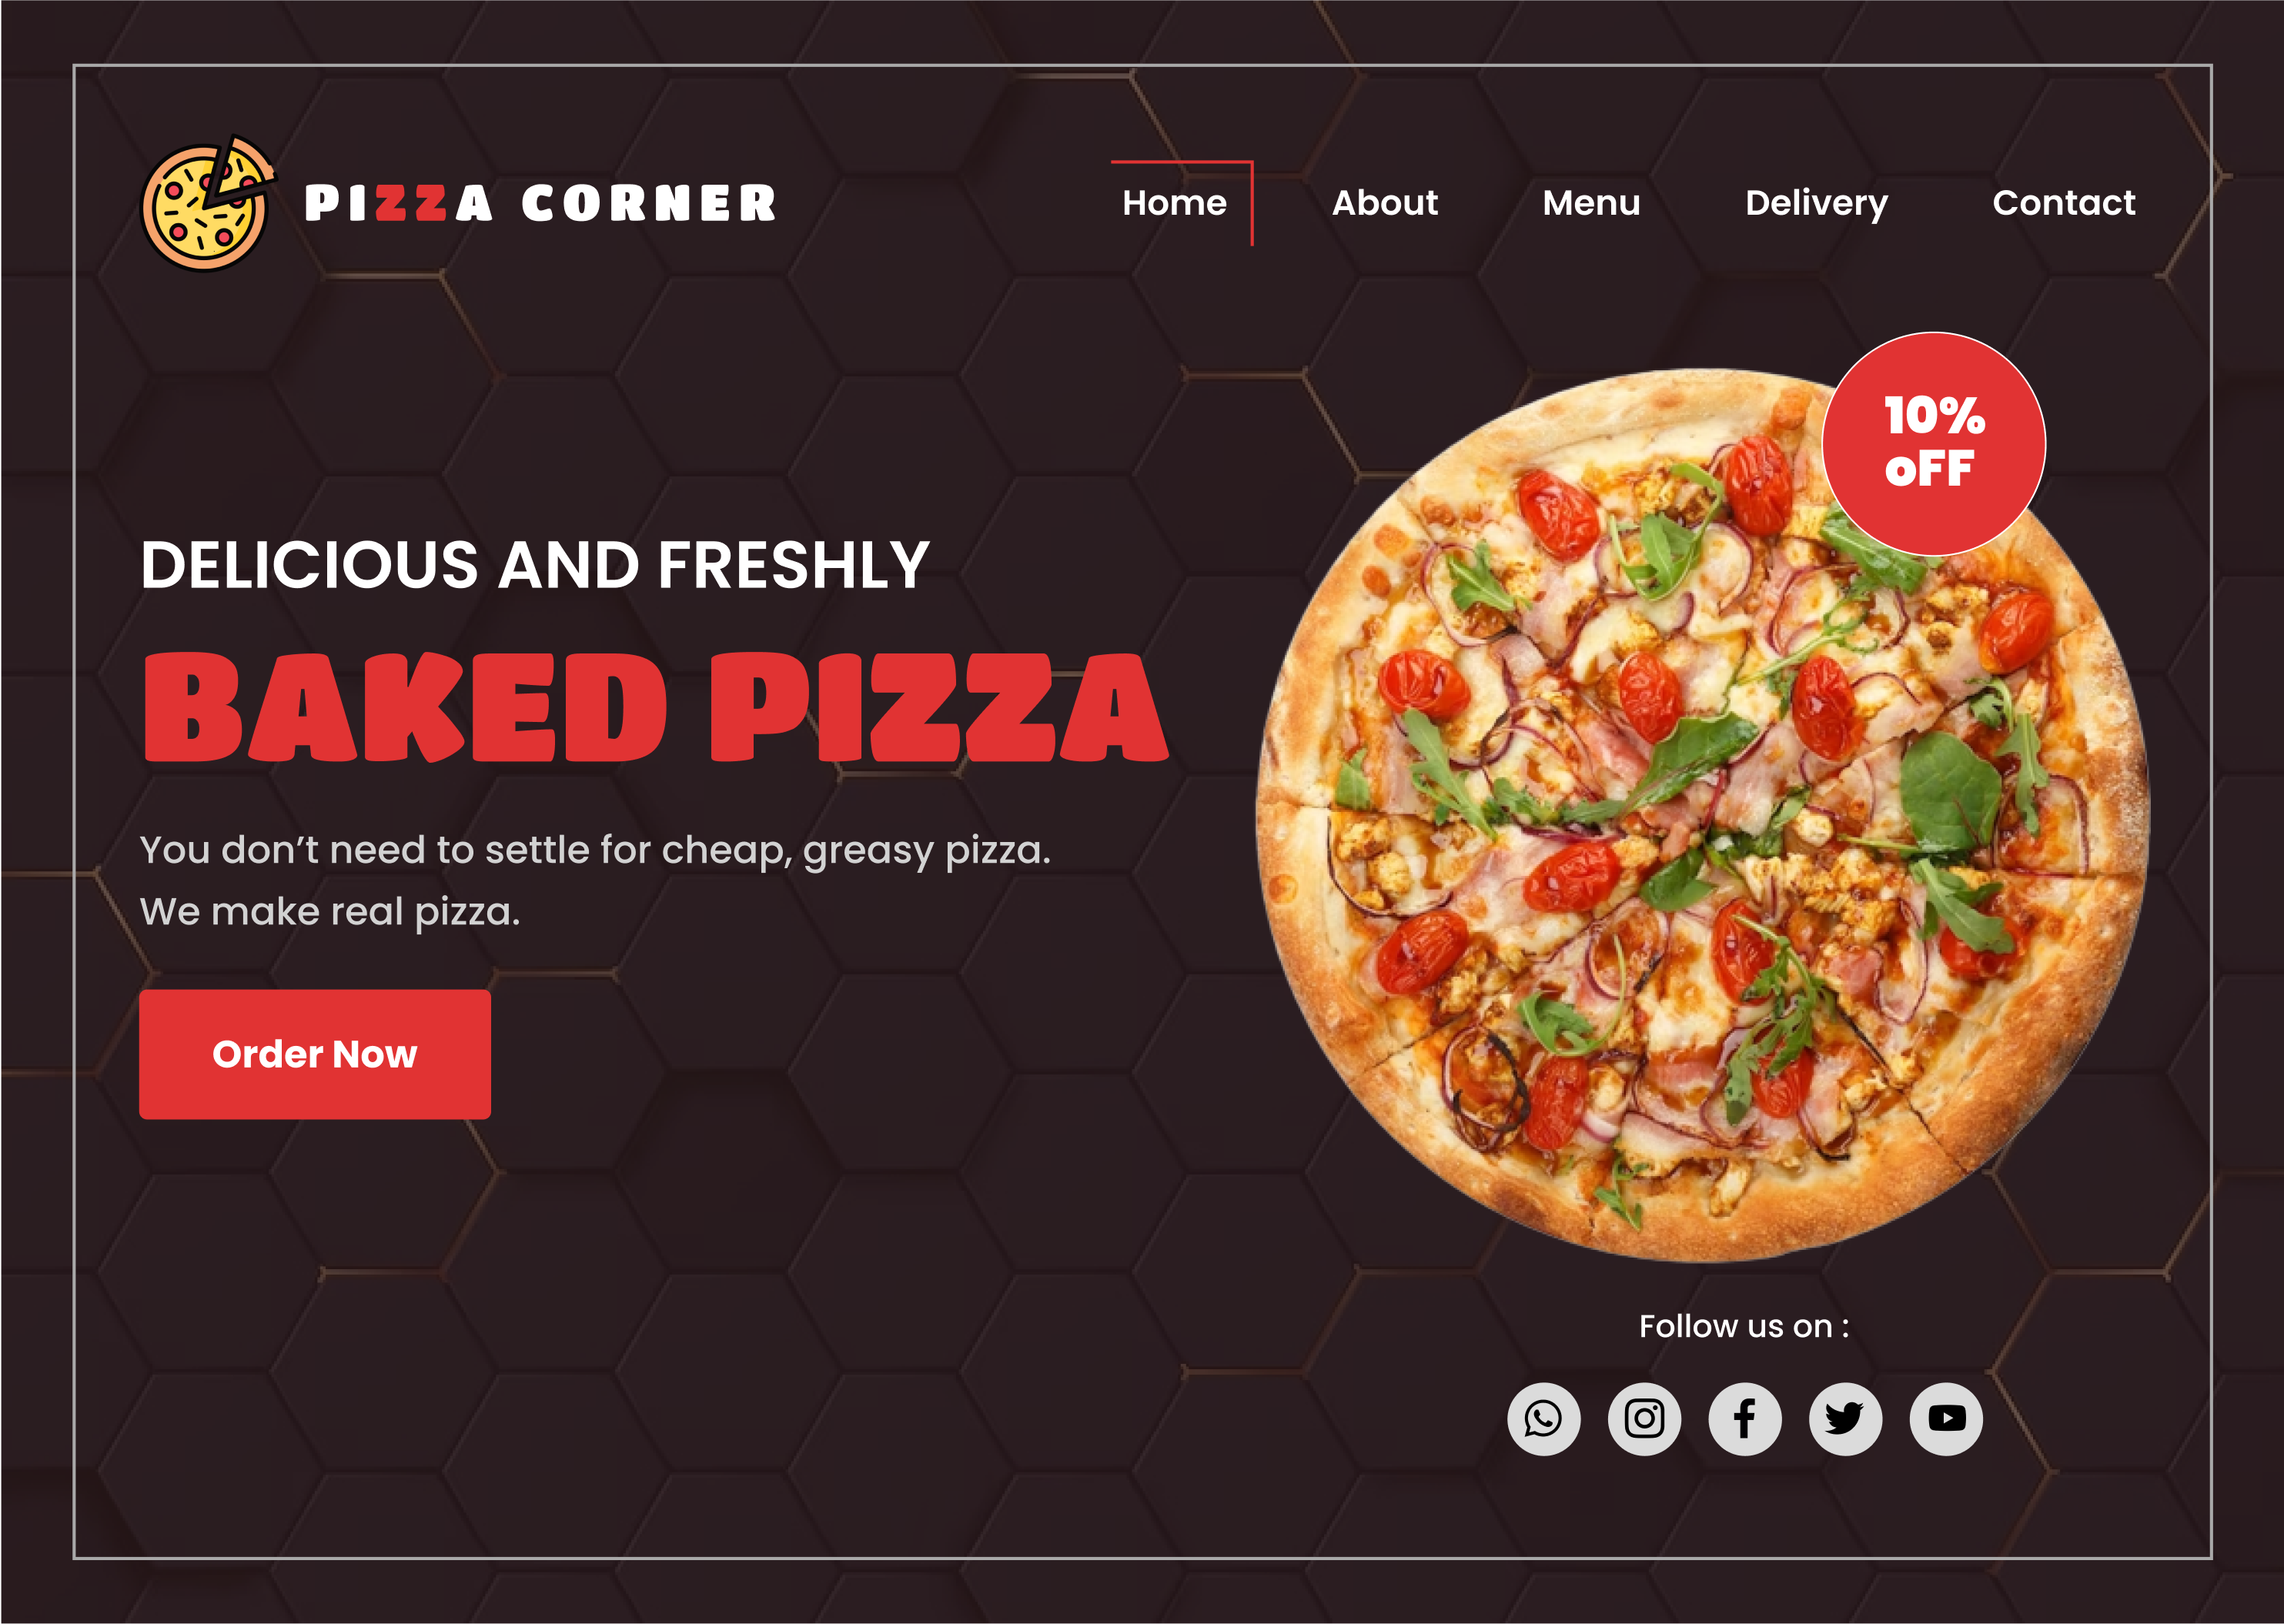 PIZZA CORNER
Home About Menu Delivery Contact
10%
oFF
DELICIOUS AND FRESHLY
BAKED PIZZA
You don’t need to settle for cheap, greasy pizza.
We make real pizza.
Order Now
Follow us on :